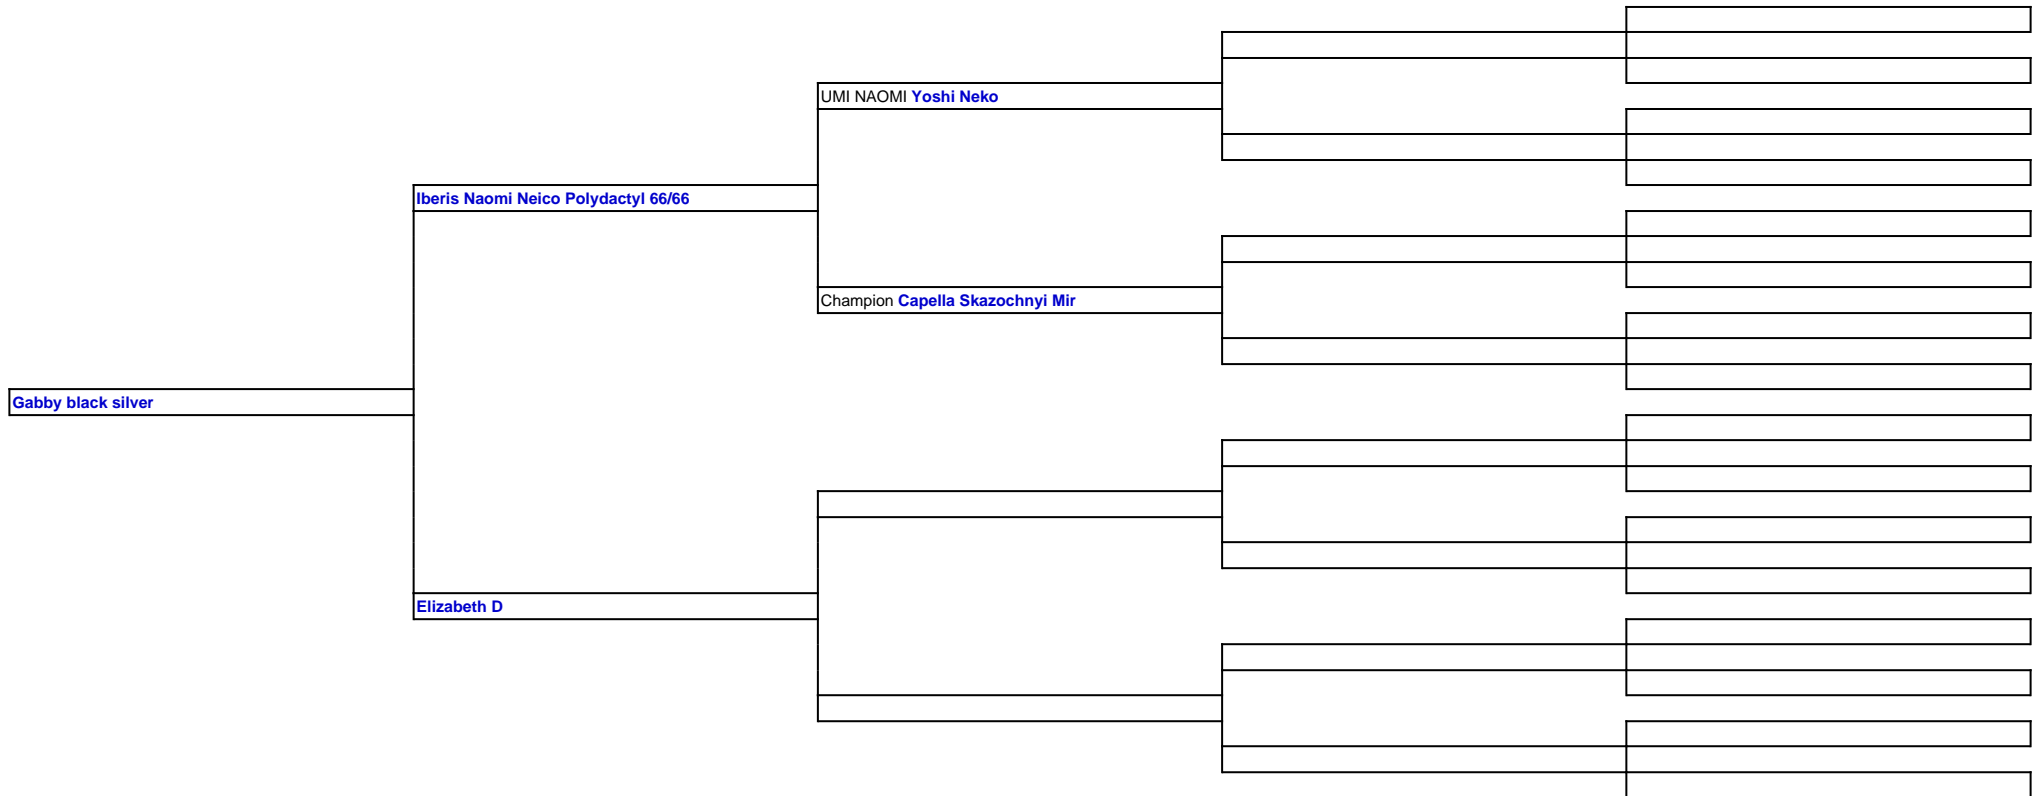 UMI NAOMI Yoshi Neko
Iberis Naomi Neico Polydactyl 66/66
Champion Capella Skazochnyi Mir
Gabby black silver
Elizabeth D